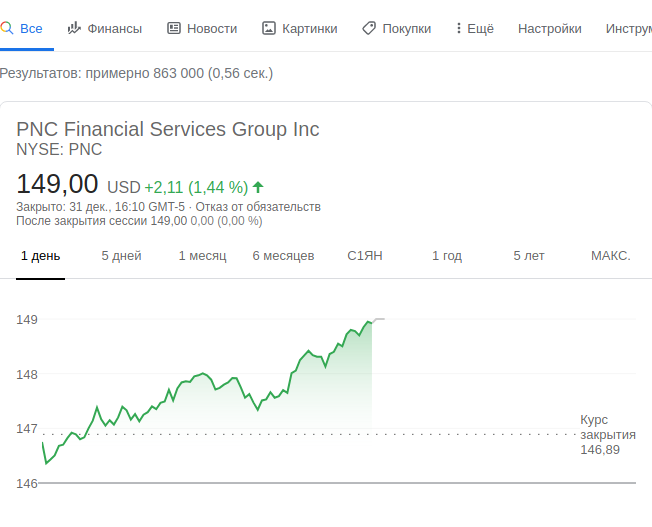 Все Финансы Новости Картинки Покупки Ещё Настройки Инструм
Результатов: примерно 863 000 (0,56 сек.)
PNC Financial Services Group Inc
NYSE: PNC
149,00 USD +2,11 (1,44 %)
Закрыто: 31 дек., 16:10 GMT-5 · Отказ от обязательств
После закрытия сессии 149,00 0,00 (0,00 %)
1 день 5 дней 1 месяц 6 месяцев С1ЯН 1 год 5 лет МАКС.
149
148
147
146
Курс
закрытия
146,89